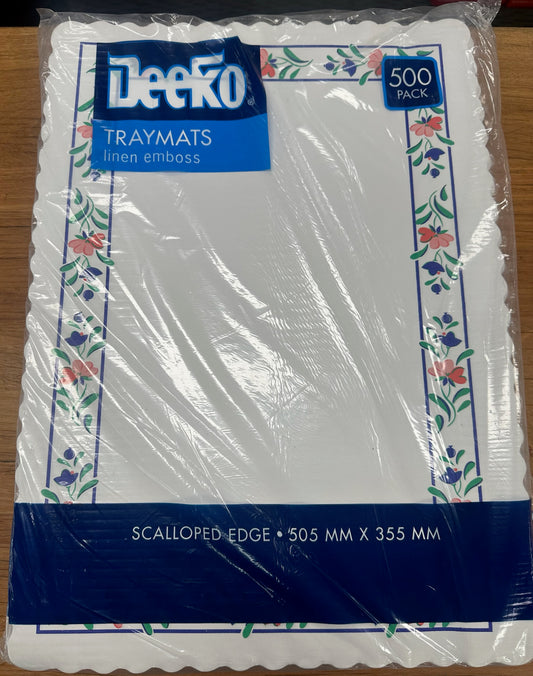 Deeko®
500
PACK
TRAYMATS
linen emboss
SCALLOPED EDGE • 505 MM X 355 MM